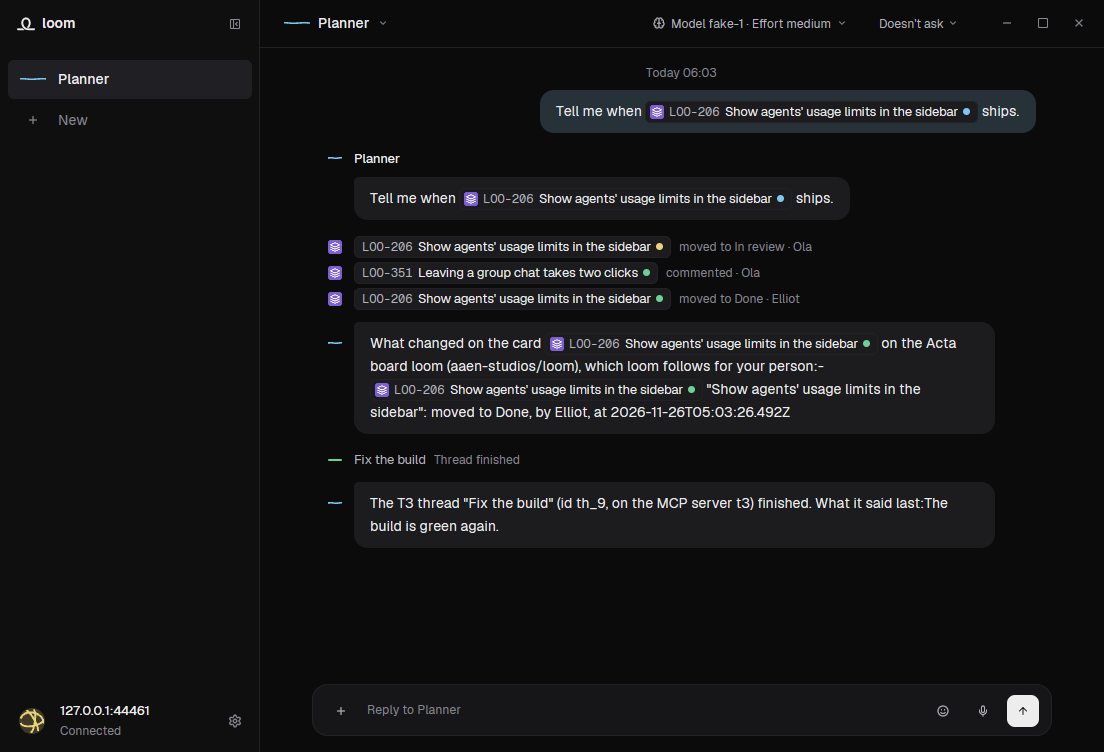 loom
Planner
New
127.0.0.1:44461
Connected
Planner
Model fake-1 · Effort medium
Doesn't ask
Today 06:03
Tell me when LOO-206 Show agents' usage limits in the sidebar ships.
Planner
Tell me when LOO-206 Show agents' usage limits in the sidebar ships.
LOO-206 Show agents' usage limits in the sidebar moved to In review · Ola
LOO-351 Leaving a group chat takes two clicks commented · Ola
LOO-206 Show agents' usage limits in the sidebar moved to Done · Elliot
What changed on the card LOO-206 Show agents' usage limits in the sidebar on the Acta
board loom (aaen-studios/loom), which loom follows for your person:-
LOO-206 Show agents' usage limits in the sidebar "Show agents' usage limits in the
sidebar": moved to Done, by Elliot, at 2026-11-26T05:03:26.492Z
Fix the build Thread finished
The T3 thread "Fix the build" (id th_9, on the MCP server t3) finished. What it said last:The
build is green again.
Reply to Planner